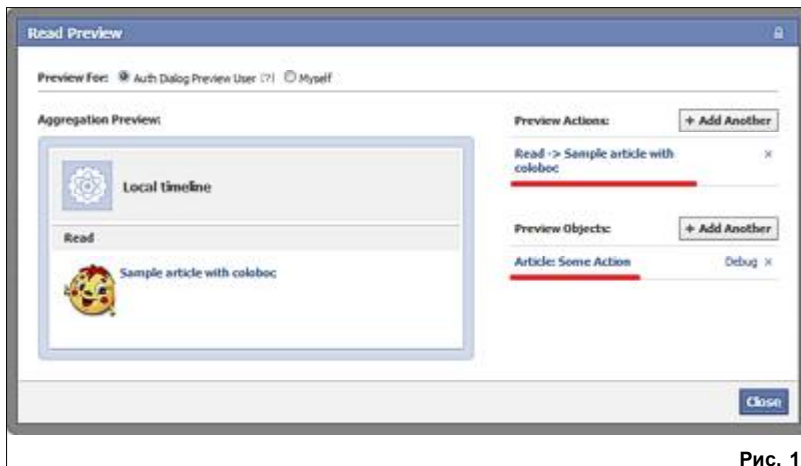 Read Preview
Preview For: Auth Dialog Preview User [?] Myself
Aggregation Preview:
Local timeline
Read
Sample article with coloboc
Preview Actions: + Add Another
Read -> Sample article with
coloboc ×
Preview Objects: + Add Another
Article: Some Action Debug ×
Close
Рис. 1